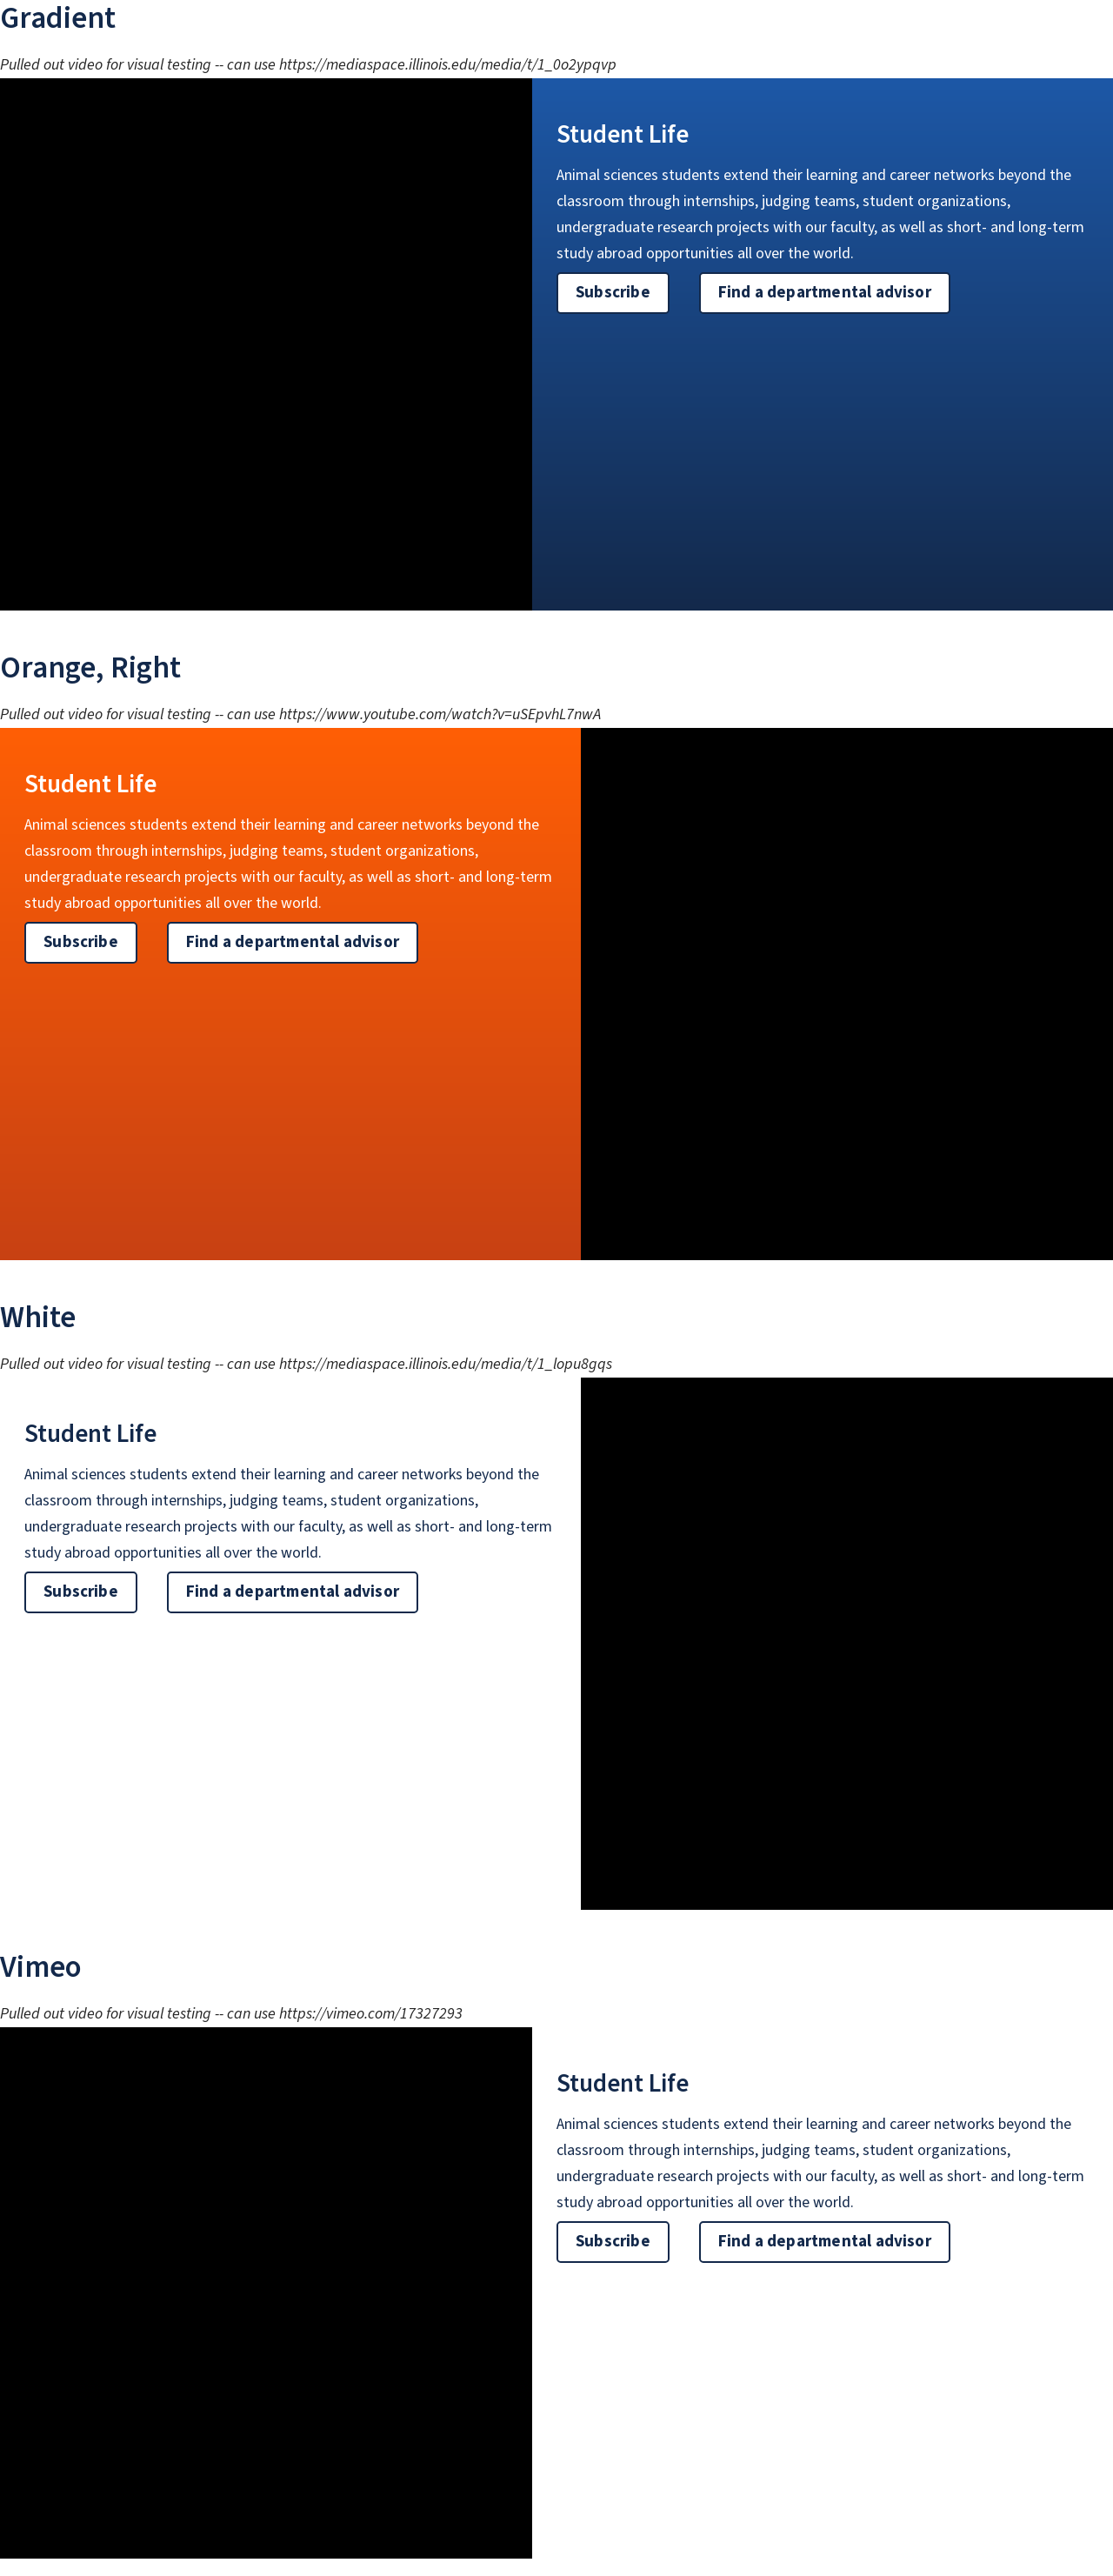 Gradient
Pulled out video for visual testing -- can use https://mediaspace.illinois.edu/media/t/1_0o2ypqvp
Student Life
Animal sciences students extend their learning and career networks beyond the
classroom through internships, judging teams, student organizations,
undergraduate research projects with our faculty, as well as short- and long-term
study abroad opportunities all over the world.
Subscribe Find a departmental advisor
Orange, Right
Pulled out video for visual testing -- can use https://www.youtube.com/watch?v=uSEpvhL7nwA
Student Life
Animal sciences students extend their learning and career networks beyond the
classroom through internships, judging teams, student organizations,
undergraduate research projects with our faculty, as well as short- and long-term
study abroad opportunities all over the world.
Subscribe Find a departmental advisor
White
Pulled out video for visual testing -- can use https://mediaspace.illinois.edu/media/t/1_lopu8gqs
Student Life
Animal sciences students extend their learning and career networks beyond the
classroom through internships, judging teams, student organizations,
undergraduate research projects with our faculty, as well as short- and long-term
study abroad opportunities all over the world.
Subscribe Find a departmental advisor
Vimeo
Pulled out video for visual testing -- can use https://vimeo.com/17327293
Student Life
Animal sciences students extend their learning and career networks beyond the
classroom through internships, judging teams, student organizations,
undergraduate research projects with our faculty, as well as short- and long-term
study abroad opportunities all over the world.
Subscribe Find a departmental advisor